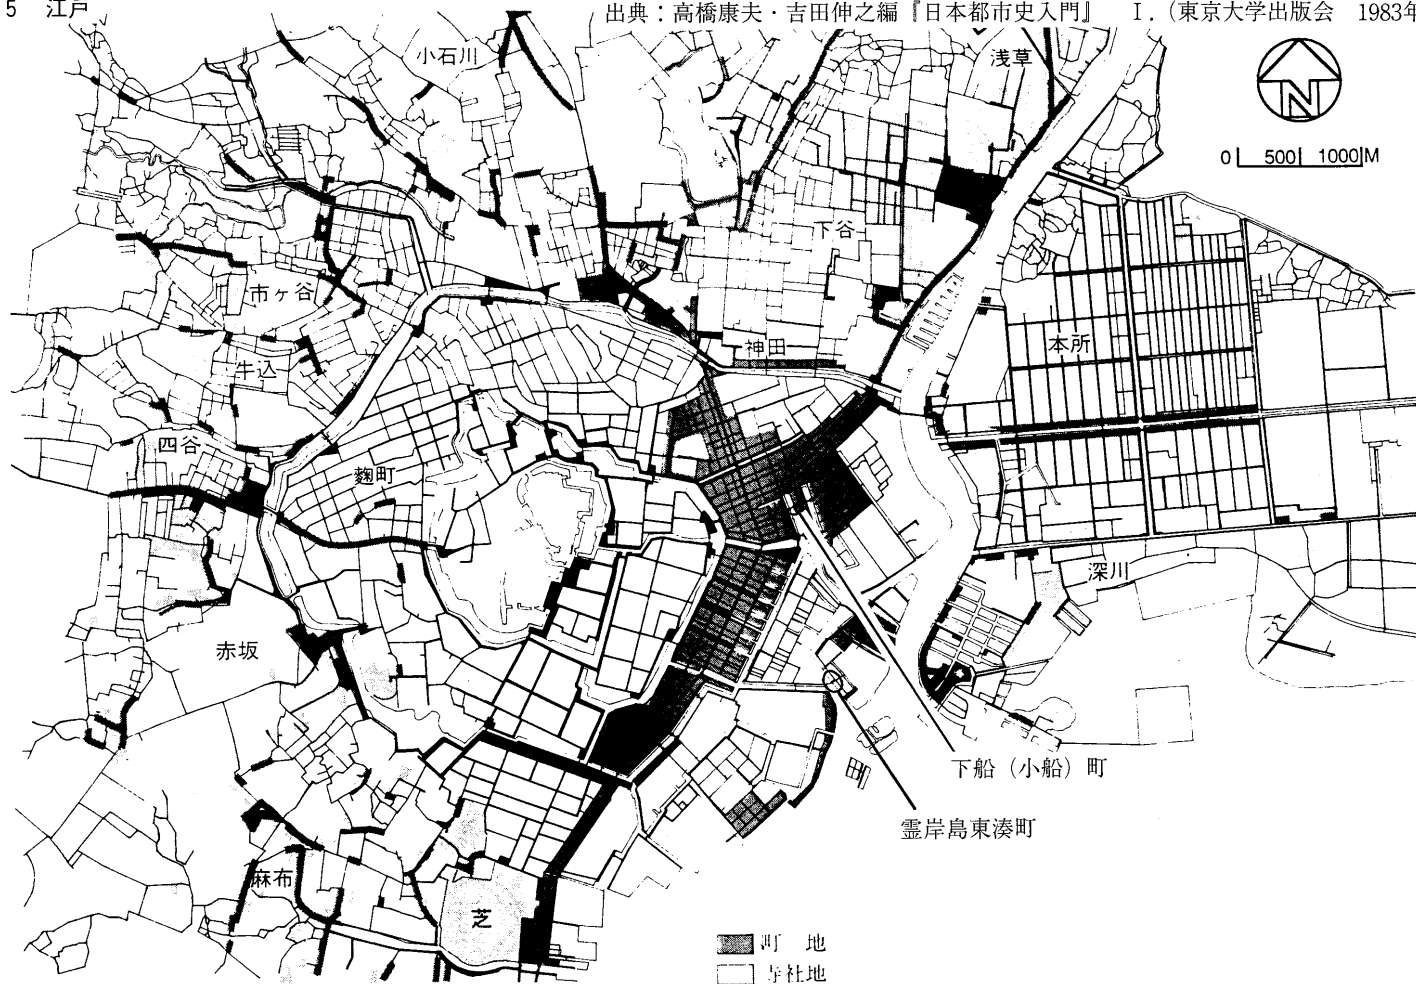 5 江戸
出典：高橋康夫・吉田伸之編『日本都市史入門』 I.（東京大学出版会 1983年
小石川
浅草
N
0 500 1000M
下谷
市ヶ谷
神田
本所
牛込
四谷
麴町
深川
赤坂
下船（小船）町
霊岸島東湊町
麻布
芝
町 地
寺社地